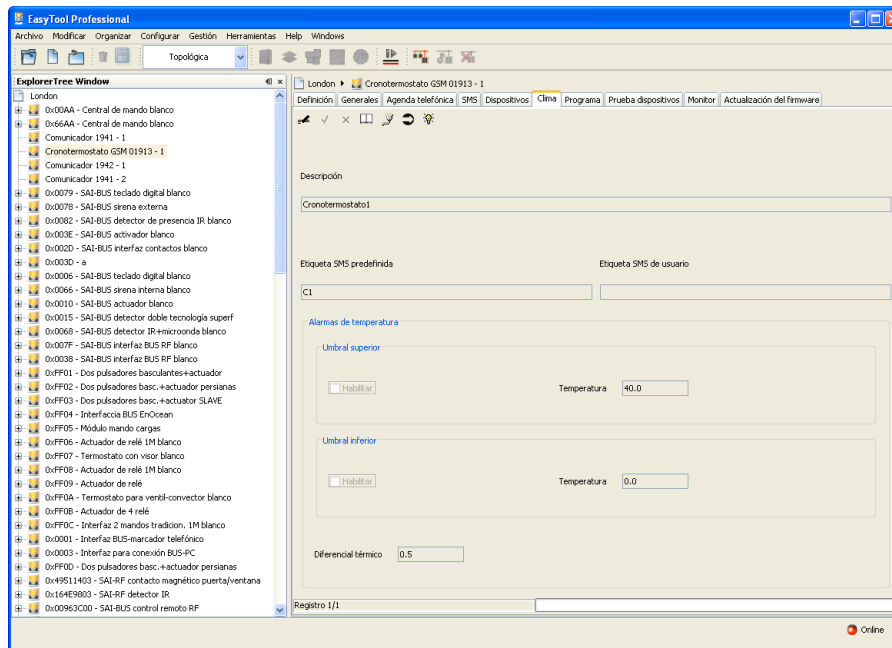 EasyTool Professional
Archivo Modificar Organizar Configurar Gestión Herramientas Help Windows
Topológica
ExplorerTree Window
London
0x00AA - Central de mando blanco
0x66AA - Central de mando blanco
Comunicador 1941 - 1
Cronotermostato GSM 01913 - 1
Comunicador 1942 - 1
Comunicador 1941 - 2
0x0079 - SAI-BUS teclado digital blanco
0x0078 - SAI-BUS sirena externa
0x0082 - SAI-BUS detector de presencia IR blanco
0x003E - SAI-BUS activador blanco
0x002D - SAI-BUS interfaz contactos blanco
0x003D - a
0x0006 - SAI-BUS teclado digital blanco
0x0066 - SAI-BUS sirena interna blanco
0x0010 - SAI-BUS actuador blanco
0x0015 - SAI-BUS detector doble tecnología superf
0x0068 - SAI-BUS detector IR+microonda blanco
0x007F - SAI-BUS interfaz BUS RF blanco
0x0038 - SAI-BUS interfaz BUS RF blanco
0xFF01 - Dos pulsadores basculantes+actuador
0xFF02 - Dos pulsadores basc.+actuador persianas
0xFF03 - Dos pulsadores basc.+actuator SLAVE
0xFF04 - Interfaccia BUS EnOcean
0xFF05 - Módulo mando cargas
0xFF06 - Actuador de relé 1M blanco
0xFF07 - Termostato con visor blanco
0xFF08 - Actuador de relé 1M blanco
0xFF09 - Actuador de relé
0xFF0A - Termostato para ventil-convector blanco
0xFF0B - Actuador de 4 relé
0xFF0C - Interfaz 2 mandos tradicion. 1M blanco
0x0001 - Interfaz BUS-marcador telefónico
0x0003 - Interfaz para conexión BUS-PC
0xFF0D - Dos pulsadores basc.+actuador persianas
0x49511403 - SAI-RF contacto magnético puerta/ventana
0x164E9803 - SAI-RF detector IR
0x00963C00 - SAI-BUS control remoto RF
London Cronotermostato GSM 01913 - 1
Definición Generales Agenda telefónica SMS Dispositivos Clima Programa Prueba dispositivos Monitor Actualización del firmware
Descripción
Cronotermostato1
Etiqueta SMS predefinida Etiqueta SMS de usuario
C1
Alarmas de temperatura
Umbral superior
Habilitar Temperatura 40.0
Umbral inferior
Habilitar Temperatura 0.0
Diferencial térmico 0.5
Registro 1/1
Online